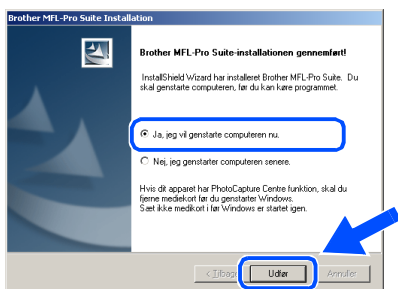 Brother MFL-Pro Suite Installation
Brother MFL-Pro Suite-installationen gennemført!
InstallShield Wizard har installeret Brother MFL-Pro Suite. Du
skal genstarte computeren, før du kan køre programmet.
Ja, jeg vil genstarte computeren nu.
Nej, jeg genstarter computeren senere.
Hvis dit apparet har PhotoCapture Centre funktion, skal du
fjerne mediekort før du genstarter Windows.
Sæt ikke medikort i før Windows er startet igen.
< Tilbage Udfør Annuller